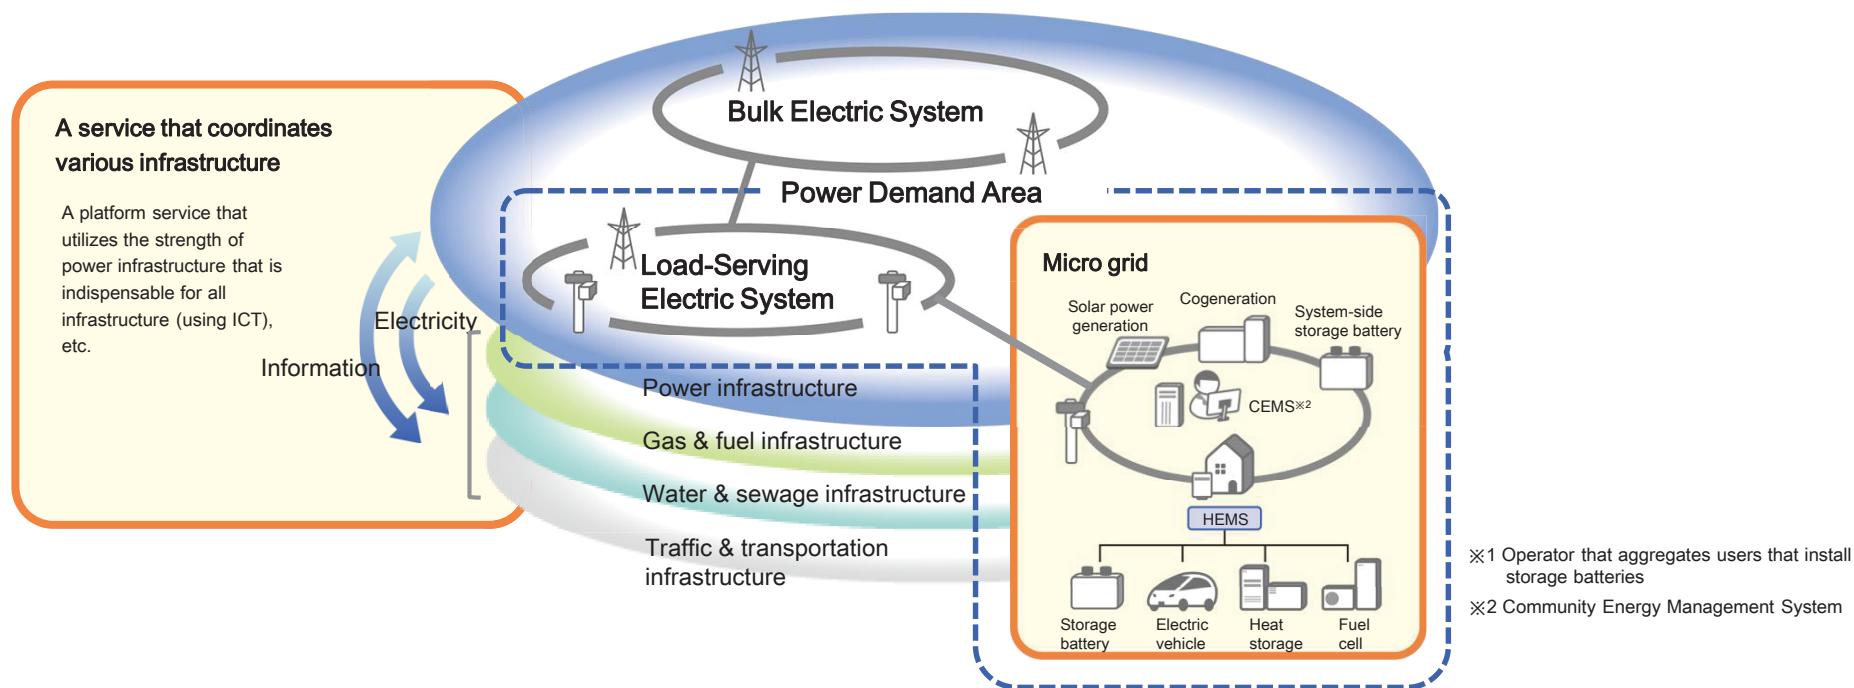 A service that coordinates
various infrastructure
A platform service that
utilizes the strength of
power infrastructure that is
indispensable for all
infrastructure (using ICT),
etc.
Electricity
Information
Bulk Electric System
Power Demand Area
Load-Serving
Electric System
Power infrastructure
Gas & fuel infrastructure
Water & sewage infrastructure
Traffic & transportation
infrastructure
Micro grid
Solar power
generation
Cogeneration
System-side
storage battery
CEMS※2
HEMS
Storage
battery
Electric
vehicle
Heat
storage
Fuel
cell
※1 Operator that aggregates users that install
storage batteries
※2 Community Energy Management System